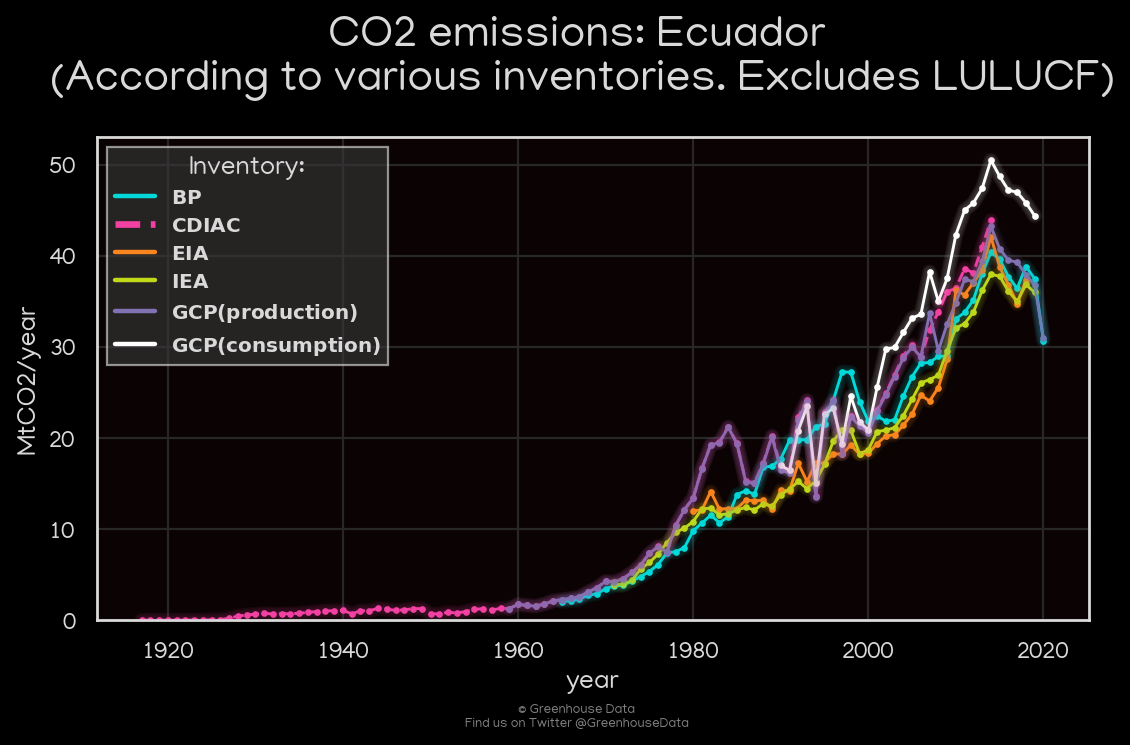 CO2 emissions: Ecuador
(According to various inventories. Excludes LULUCF)
Inventory:
BP
CDIAC
EIA
IEA
GCP(production)
GCP(consumption)
MtCO2/year
50
40
30
20
10
0
1920 1940 1960 1980 2000 2020
year
© Greenhouse Data
Find us on Twitter @GreenhouseData